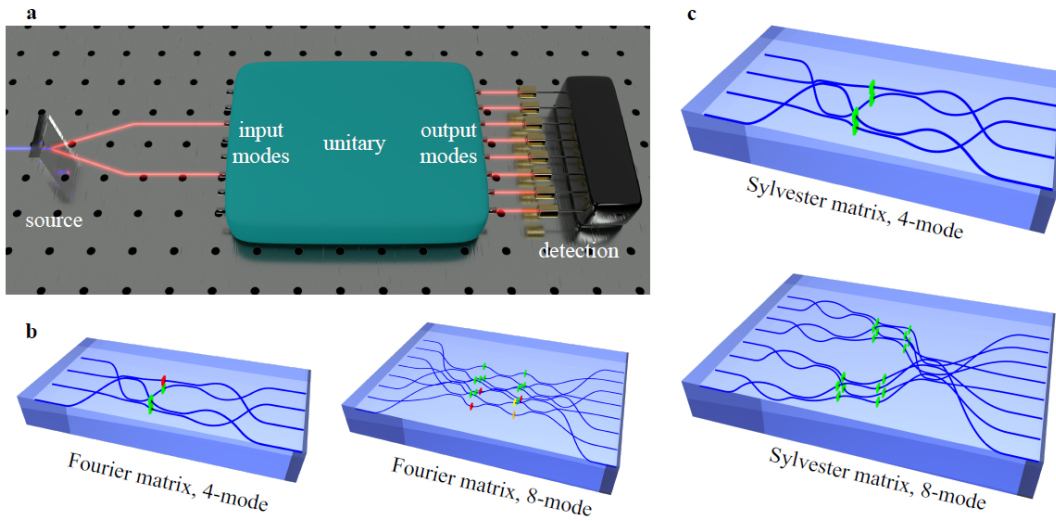 a
input
modes
unitary
output
modes
source
detection
b
Fourier matrix, 4-mode
Fourier matrix, 8-mode
c
Sylvester matrix, 4-mode
Sylvester matrix, 8-mode